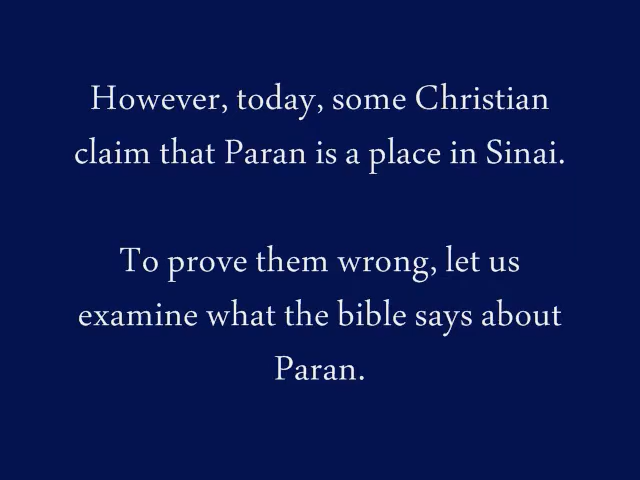 However, today, some Christian
claim that Paran is a place in Sinai.
To prove them wrong, let us
examine what the bible says about
Paran.